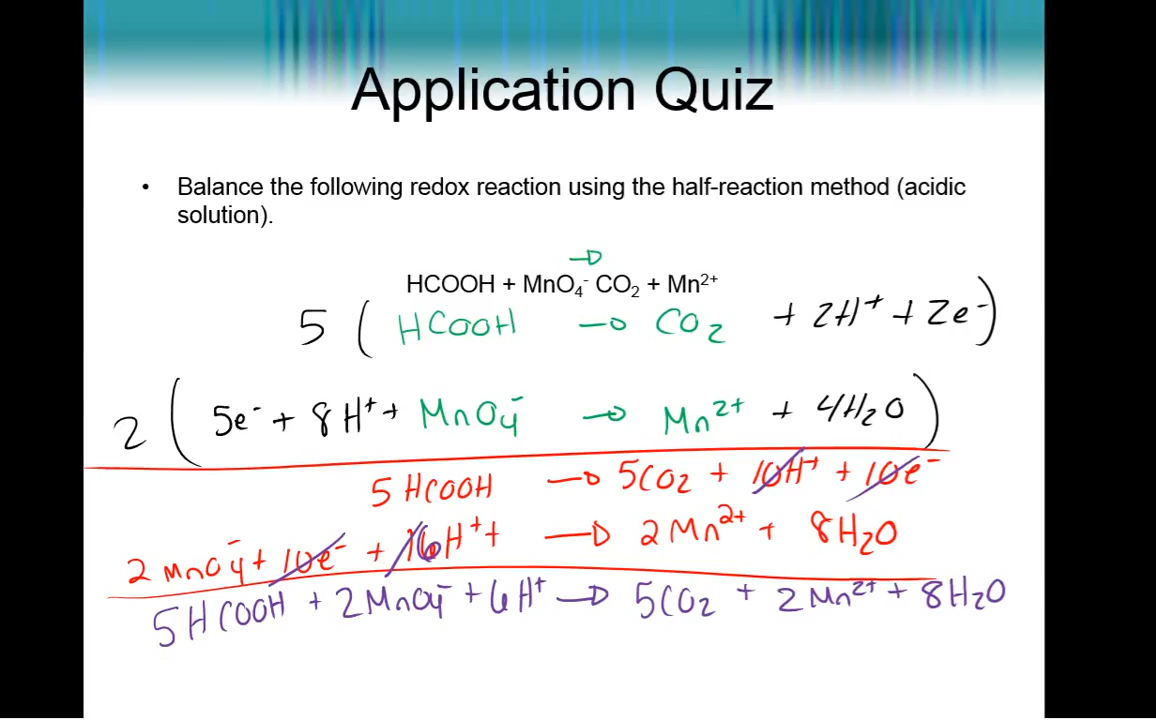 Application Quiz
• Balance the following redox reaction using the half-reaction method (acidic
solution).
→
HCOOH + MnO₄⁻ CO₂ + Mn²⁺
5 ( HCOOH → CO₂ + 2H⁺ + 2e⁻)
2 ( 5e⁻ + 8H⁺ + MnO₄⁻ → Mn²⁺ + 4H₂O )
5 HCOOH → 5CO₂ + 10H⁺ + 10e⁻
2 MnO₄⁻ + 10e⁻ + 16H⁺ + → 2Mn²⁺ + 8H₂O
5HCOOH + 2MnO₄⁻ + 6H⁺ → 5CO₂ + 2Mn²⁺ + 8H₂O